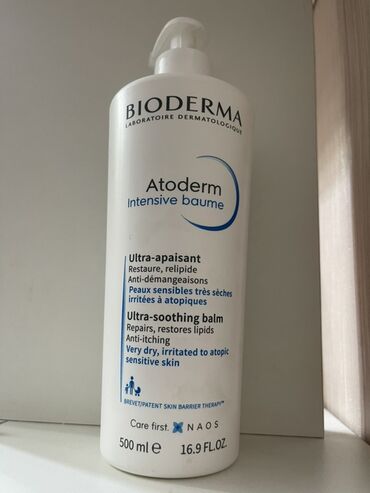 BIODERMA
LABORATOIRE DERMATOLOGIQUE
Atoderm
Intensive baume
Ultra-apaisant
Restaure, relipide
Anti-démangeaisons
Peaux sensibles très sèches
irritées à atopiques
Ultra-soothing balm
Repairs, restores lipids
Anti-itching
Very dry, irritated to atopic
sensitive skin
BREVET/PATENT SKIN BARRIER THERAPY™
Care first. NAOS
500 ml e 16.9 FL.OZ.